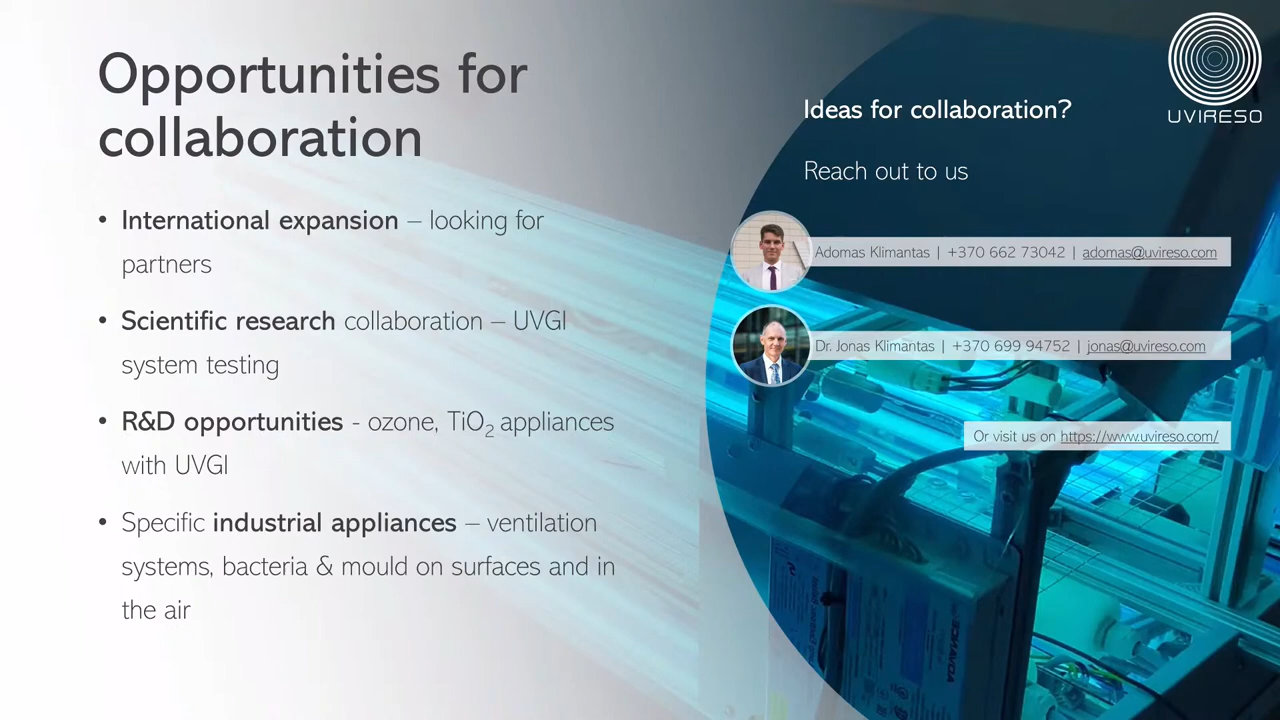 Opportunities for
collaboration
• International expansion – looking for
partners
• Scientific research collaboration – UVGI
system testing
• R&D opportunities - ozone, TiO₂ appliances
with UVGI
• Specific industrial appliances – ventilation
systems, bacteria & mould on surfaces and in
the air
UVIRESO
Ideas for collaboration?
Reach out to us
Adomas Klimantas | +370 662 73042 | adomas@uvireso.com
Dr. Jonas Klimantas | +370 699 94752 | jonas@uvireso.com
Or visit us on https://www.uvireso.com/